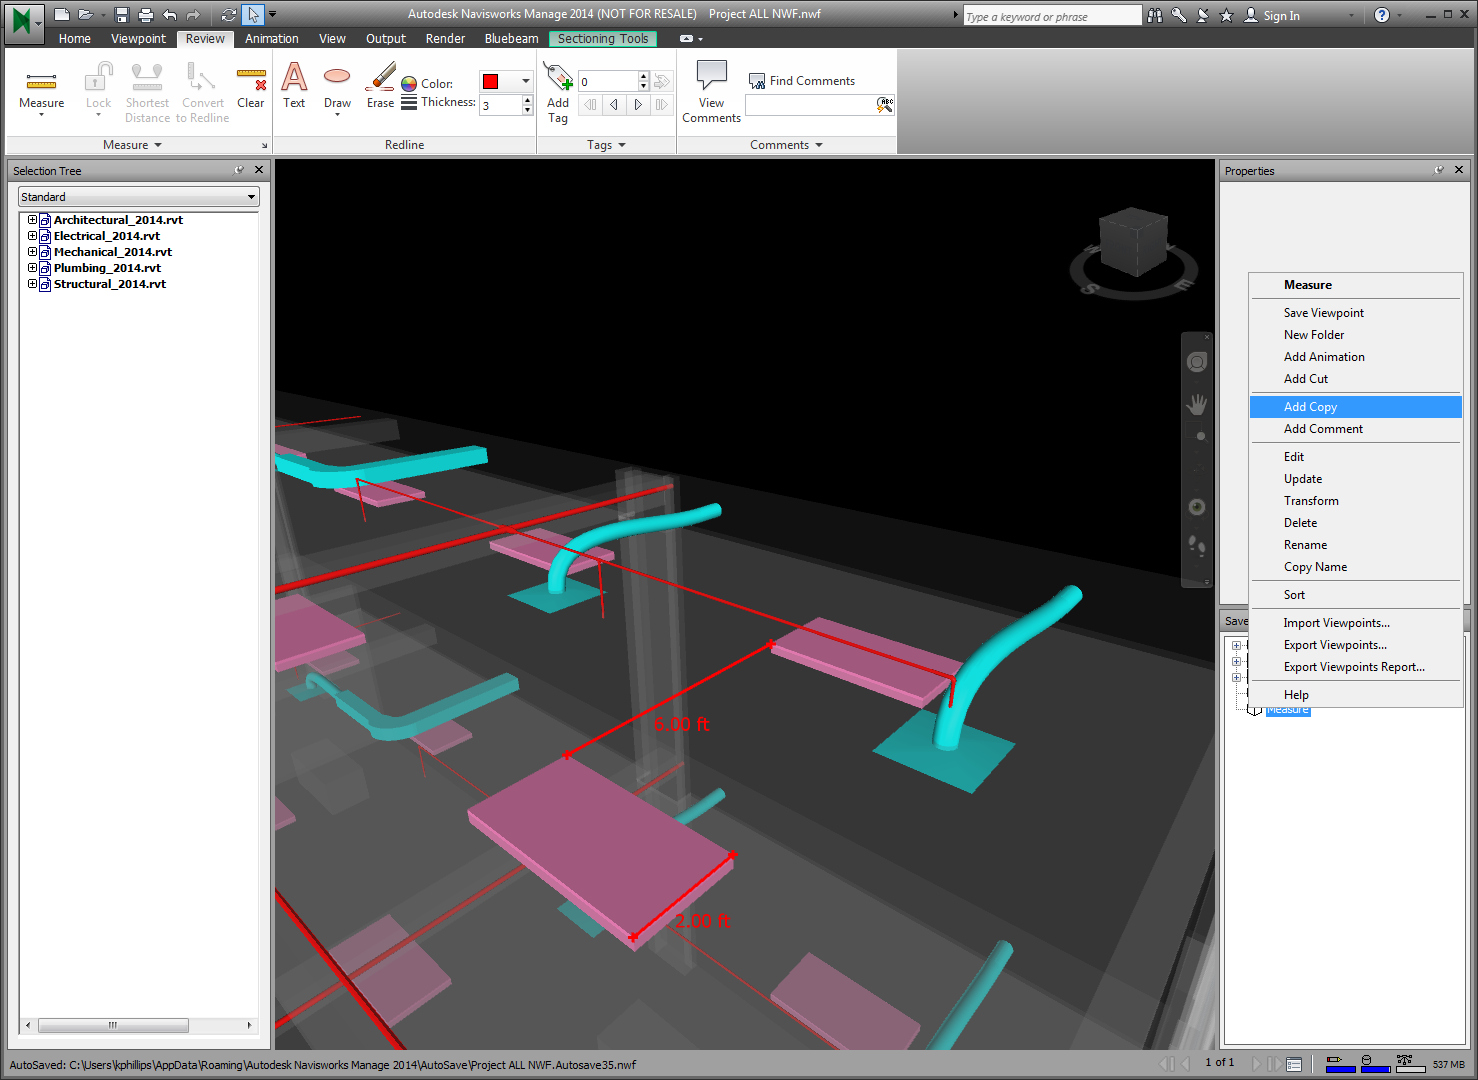 Autodesk Navisworks Manage 2014 (NOT FOR RESALE) Project ALL NWF.nwf
Type a keyword or phrase
Sign In
Home Viewpoint Review Animation View Output Render Bluebeam Sectioning Tools
Measure
Lock
Shortest Distance
Convert to Redline
Clear
Text
Draw
Erase
Color:
Thickness: 3
Add Tag
0
View Comments
Find Comments
Measure
Redline
Tags
Comments
Selection Tree
Standard
Architectural_2014.rvt
Electrical_2014.rvt
Mechanical_2014.rvt
Plumbing_2014.rvt
Structural_2014.rvt
S
E
6.00 ft
2.00 ft
Properties
Measure
Save Viewpoint
New Folder
Add Animation
Add Cut
Add Copy
Add Comment
Edit
Update
Transform
Delete
Rename
Copy Name
Sort
Import Viewpoints...
Export Viewpoints...
Export Viewpoints Report...
Help
Save
Measure
AutoSaved: C:\Users\kphillips\AppData\Roaming\Autodesk Navisworks Manage 2014\AutoSave\Project ALL NWF.Autosave35.nwf
1 of 1
537 MB